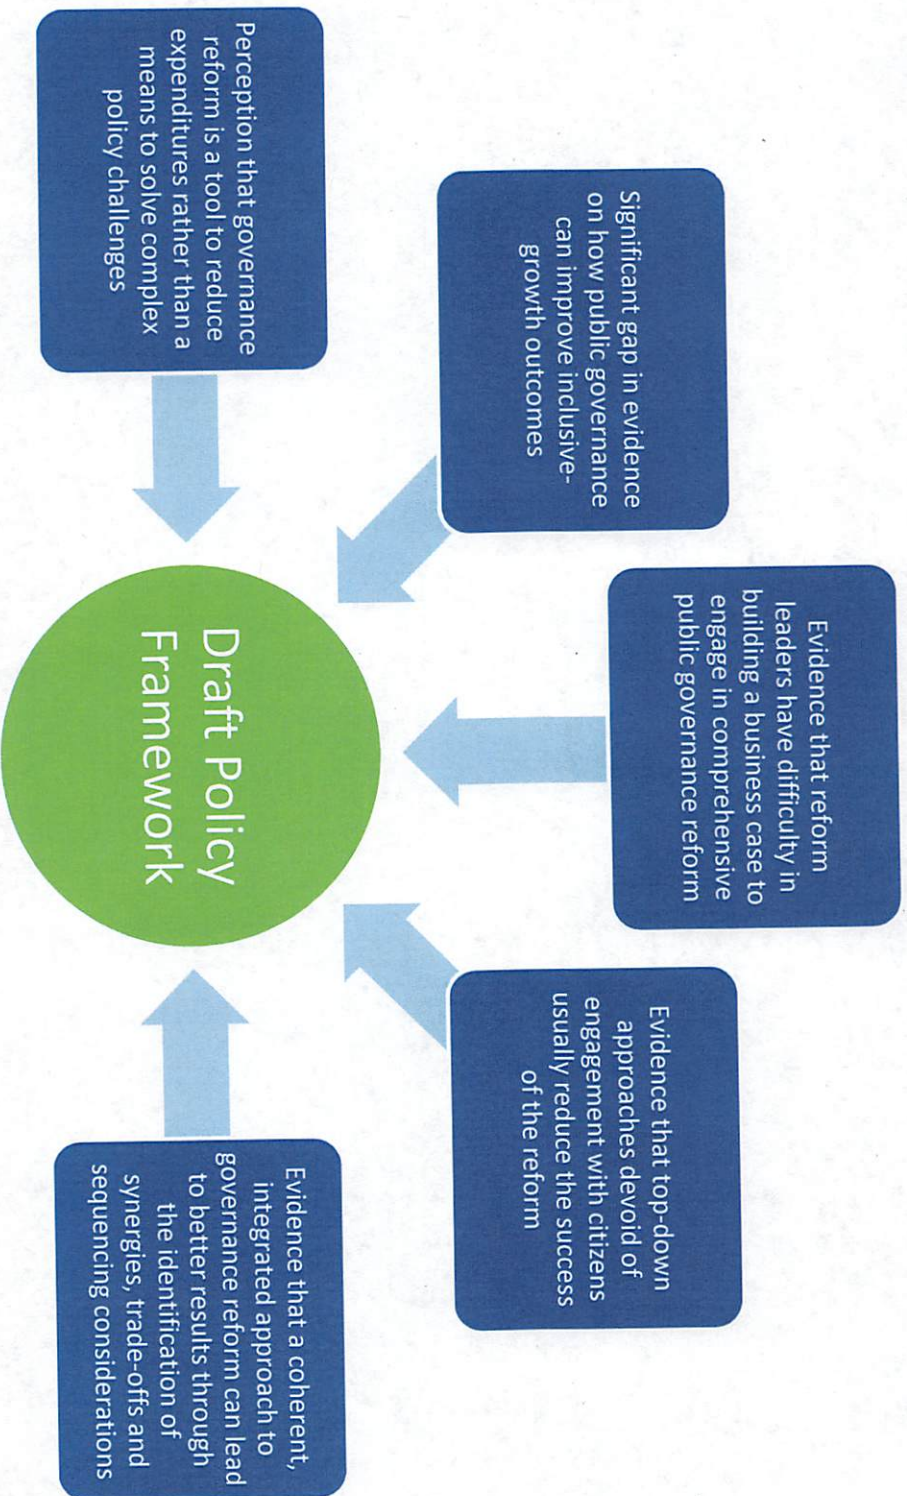 Perception that governance
reform is a tool to reduce
expenditures rather than a
means to solve complex
policy challenges
Significant gap in evidence
on how public governance
can improve inclusive-
growth outcomes
Evidence that reform
leaders have difficulty in
building a business case to
engage in comprehensive
public governance reform
Evidence that top-down
approaches devoid of
engagement with citizens
usually reduce the success
of the reform
Evidence that a coherent,
integrated approach to
governance reform can lead
to better results through
the identification of
synergies, trade-offs and
sequencing considerations
Draft Policy
Framework